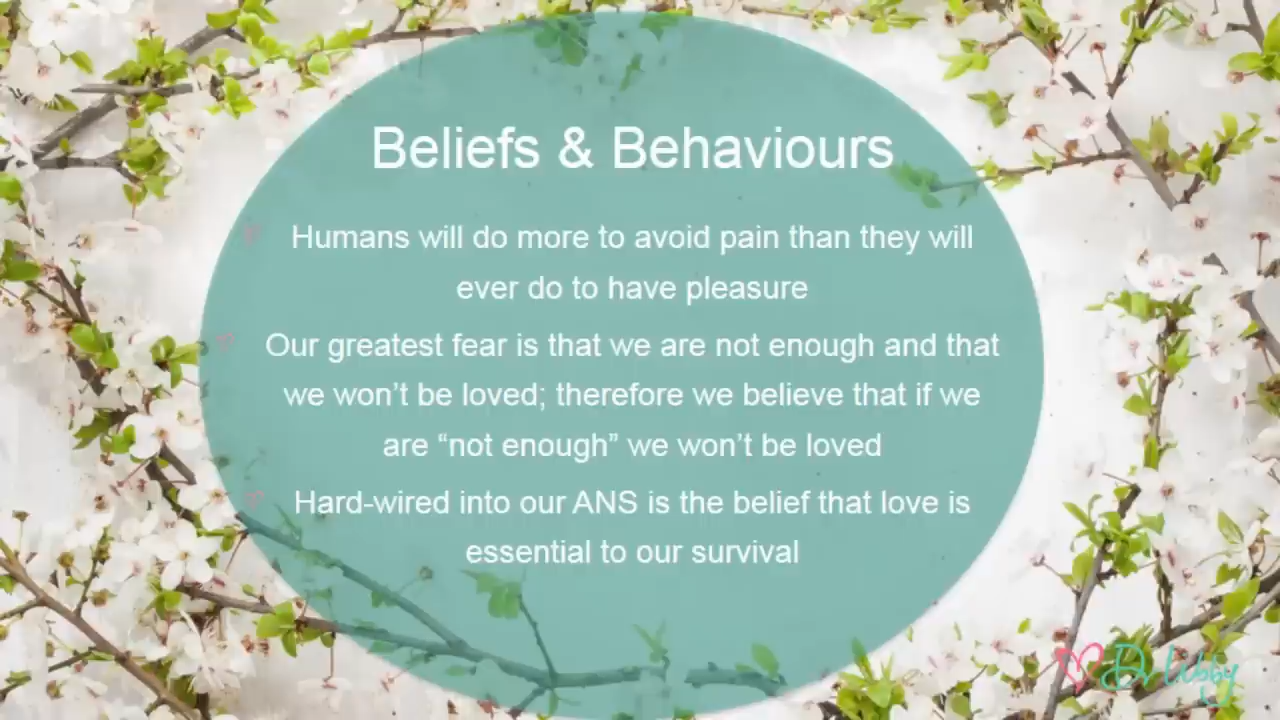 Beliefs & Behaviours
Humans will do more to avoid pain than they will
ever do to have pleasure
Our greatest fear is that we are not enough and that
we won’t be loved; therefore we believe that if we
are “not enough” we won’t be loved
Hard-wired into our ANS is the belief that love is
essential to our survival
Dr Libby